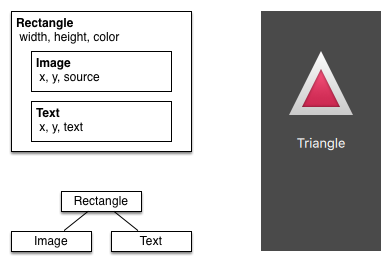 Rectangle
width, height, color
Image
x, y, source
Text
x, y, text
Rectangle
Image
Text
Triangle